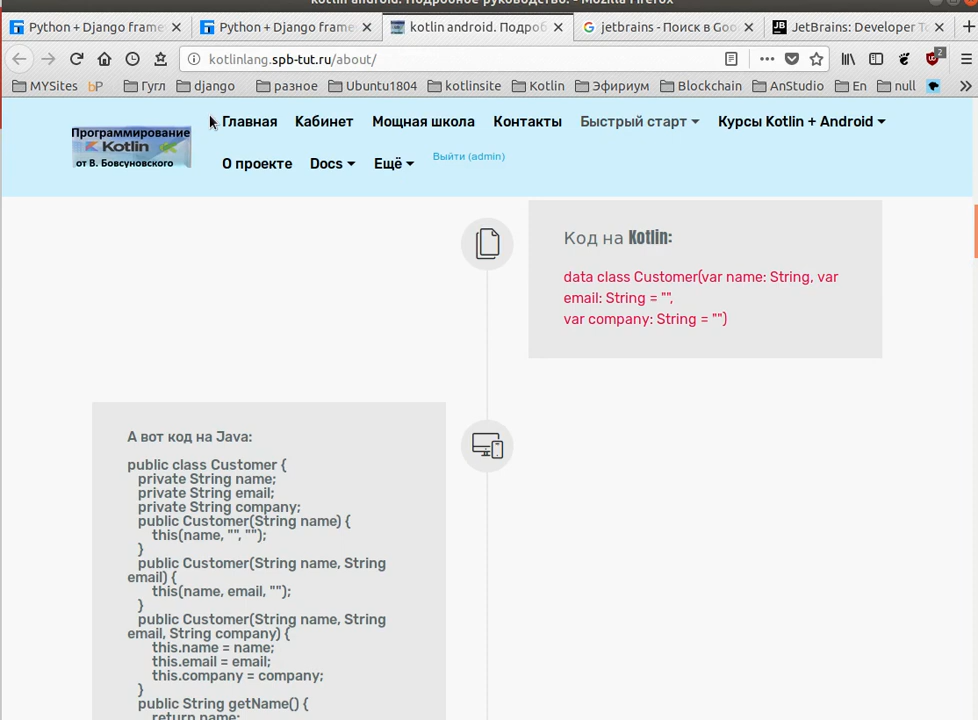 kotlin android. Подробное руководство. - Mozilla Firefox
Python + Django frame
Python + Django frame
kotlin android. Подроб
jetbrains - Поиск в Goo
JetBrains: Developer T
kotlinlang.spb-tut.ru/about/
2
MYSites
bP
Гугл
django
разное
Ubuntu1804
kotlinsite
Kotlin
Эфириум
Blockchain
AnStudio
En
null
Программирование
Kotlin
от В. Бовсуновского
Главная
Кабинет
Мощная школа
Контакты
Быстрый старт
Курсы Kotlin + Android
О проекте
Docs
Ещё
Выйти (admin)
Код на Kotlin:
data class Customer(var name: String, var
email: String = "",
var company: String = "")
А вот код на Java:
public class Customer {
private String name;
private String email;
private String company;
public Customer(String name) {
this(name, "", "");
}
public Customer(String name, String
email) {
this(name, email, "");
}
public Customer(String name, String
email, String company) {
this.name = name;
this.email = email;
this.company = company;
}
public String getName() {
return name;